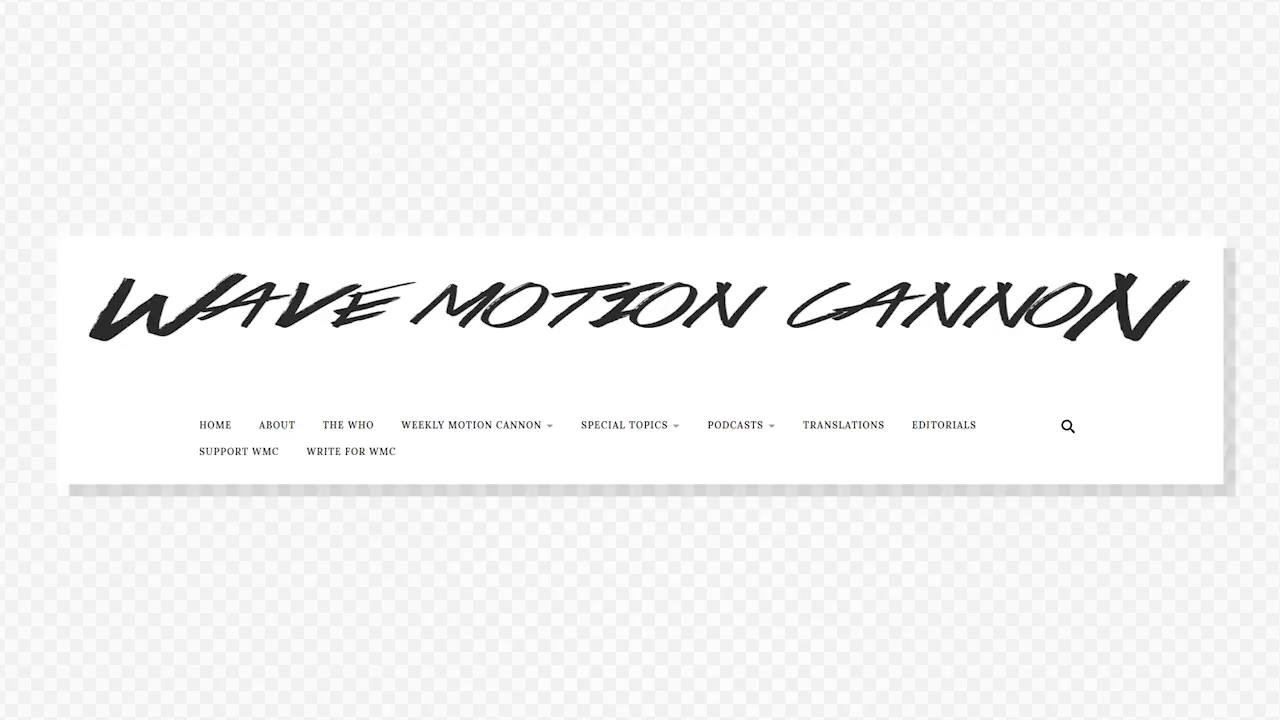 WAVE MOTION CANNON
HOME ABOUT THE WHO WEEKLY MOTION CANNON SPECIAL TOPICS PODCASTS TRANSLATIONS EDITORIALS
SUPPORT WMC WRITE FOR WMC